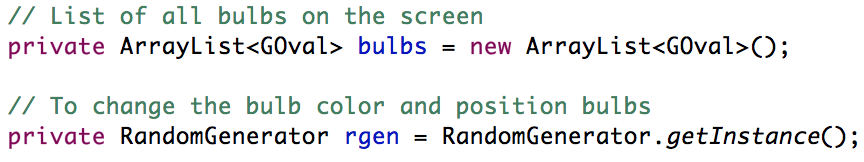 // List of all bulbs on the screen
private ArrayList<GOval> bulbs = new ArrayList<GOval>();
// To change the bulb color and position bulbs
private RandomGenerator rgen = RandomGenerator.getInstance();